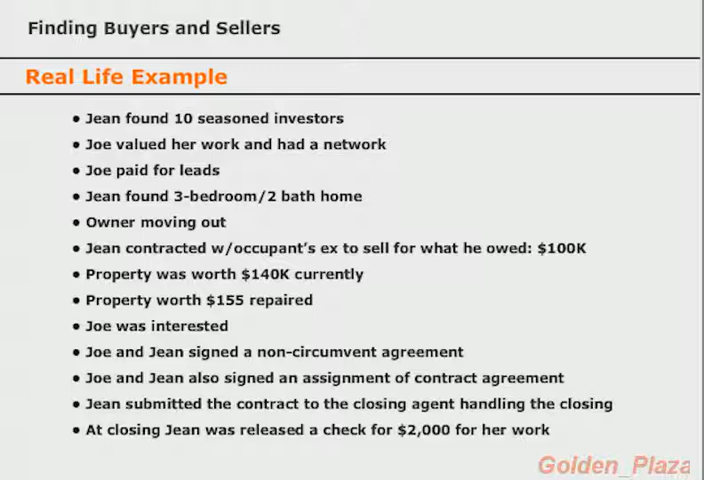 Finding Buyers and Sellers
Real Life Example
● Jean found 10 seasoned investors
● Joe valued her work and had a network
● Joe paid for leads
● Jean found 3-bedroom/2 bath home
● Owner moving out
● Jean contracted w/occupant's ex to sell for what he owed: $100K
● Property was worth $140K currently
● Property worth $155 repaired
● Joe was interested
● Joe and Jean signed a non-circumvent agreement
● Joe and Jean also signed an assignment of contract agreement
● Jean submitted the contract to the closing agent handling the closing
● At closing Jean was released a check for $2,000 for her work
Golden_Plaza